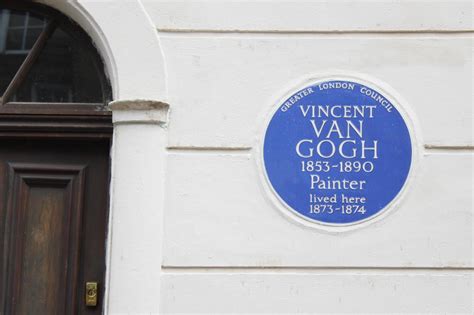 GREATER LONDON COUNCIL
VINCENT
VAN
GOGH
1853-1890
Painter
lived here
1873-1874